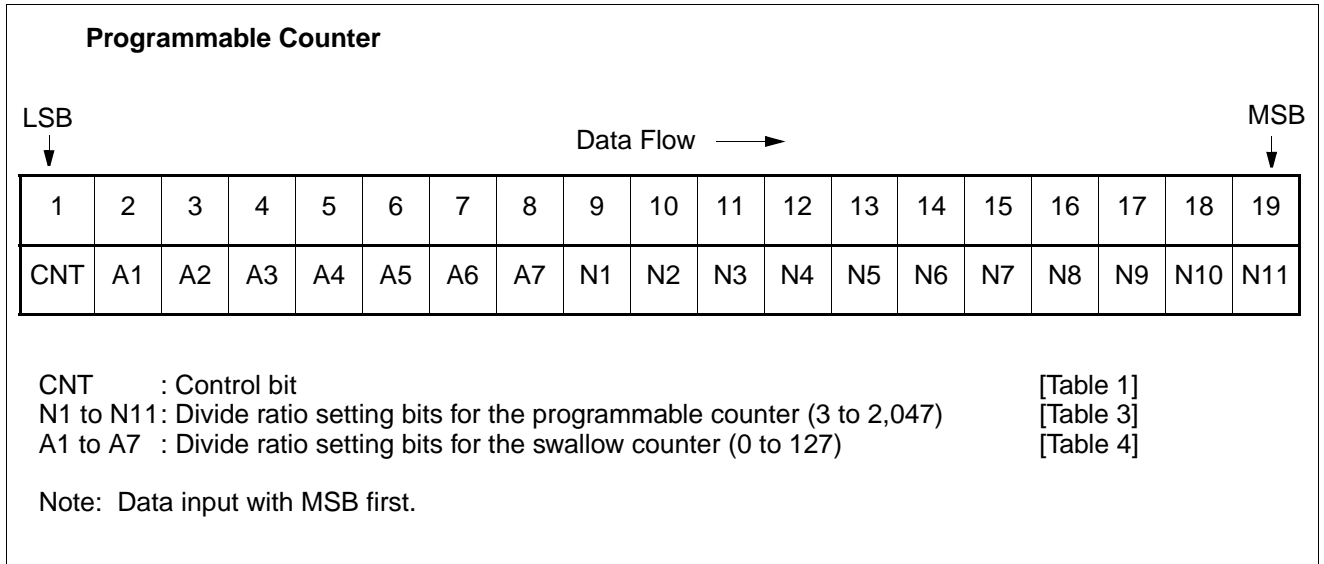 Programmable Counter
LSB
MSB
Data Flow
1 2 3 4 5 6 7 8 9 10 11 12 13 14 15 16 17 18 19
CNT A1 A2 A3 A4 A5 A6 A7 N1 N2 N3 N4 N5 N6 N7 N8 N9 N10 N11
CNT : Control bit [Table 1]
N1 to N11: Divide ratio setting bits for the programmable counter (3 to 2,047) [Table 3]
A1 to A7 : Divide ratio setting bits for the swallow counter (0 to 127) [Table 4]
Note: Data input with MSB first.